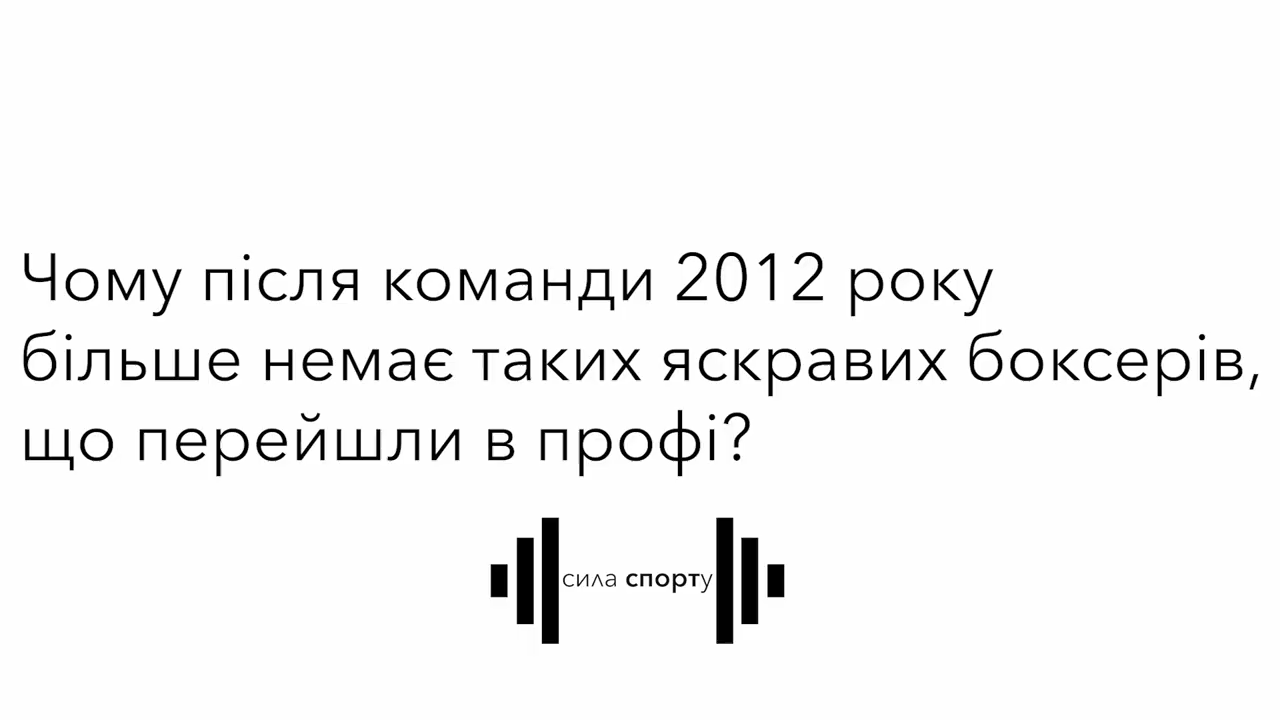 Чому після команди 2012 року
більше немає таких яскравих боксерів,
що перейшли в профі?
сила спорту